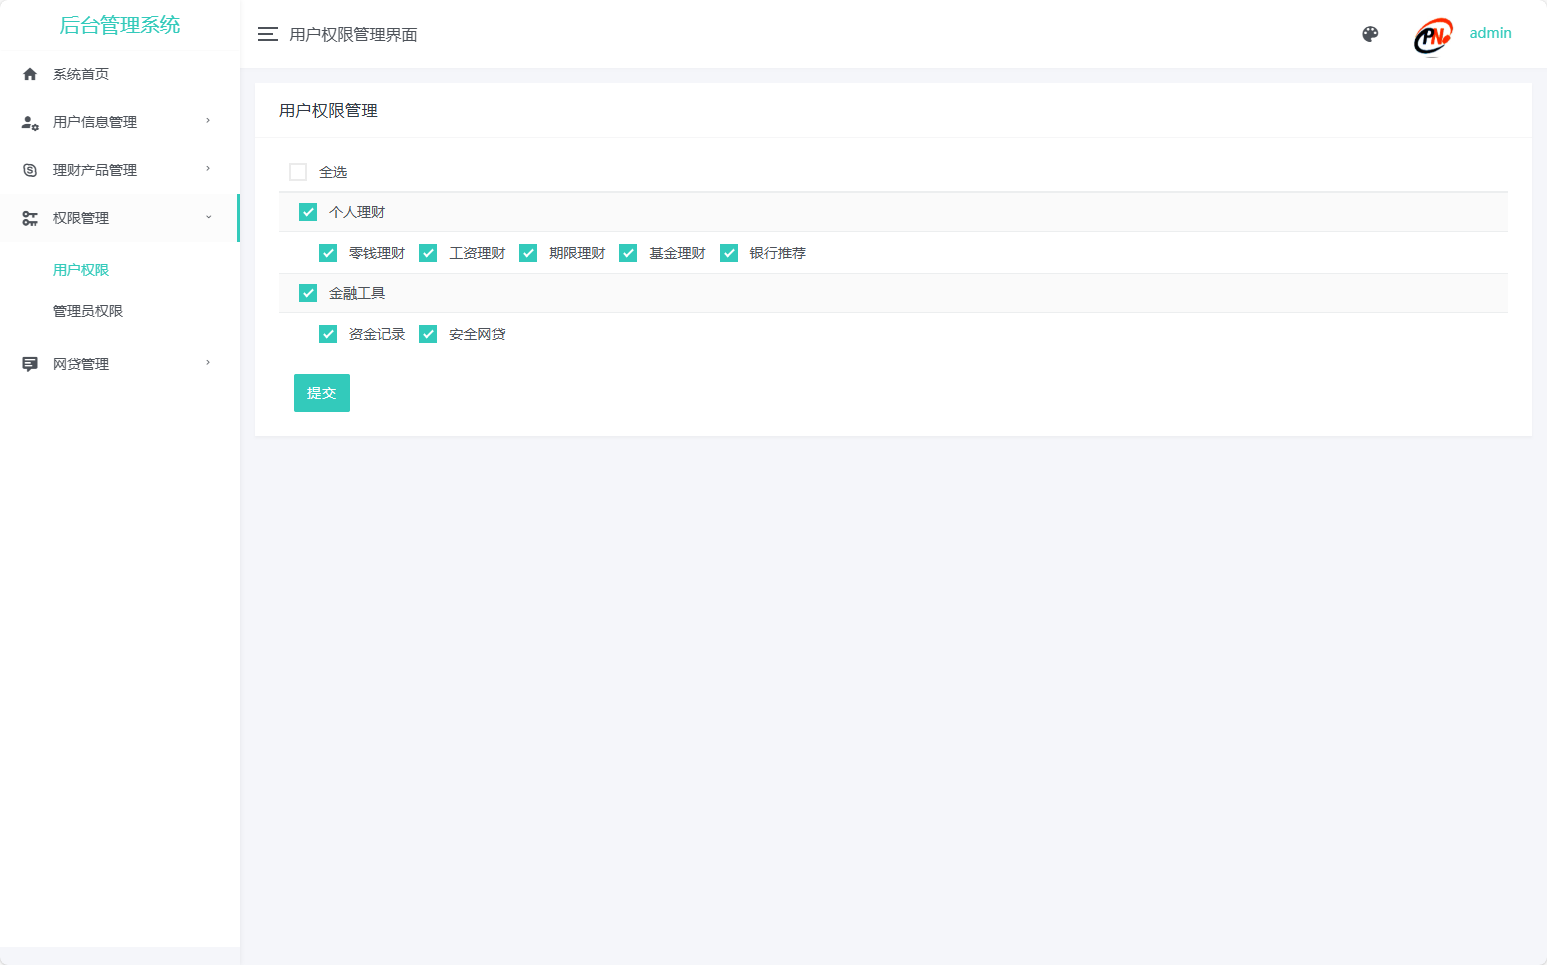 后台管理系统
系统首页
用户信息管理
理财产品管理
权限管理
用户权限
管理员权限
网贷管理
用户权限管理界面
PN
admin
用户权限管理
全选
个人理财
零钱理财 工资理财 期限理财 基金理财 银行推荐
金融工具
资金记录 安全网贷
提交